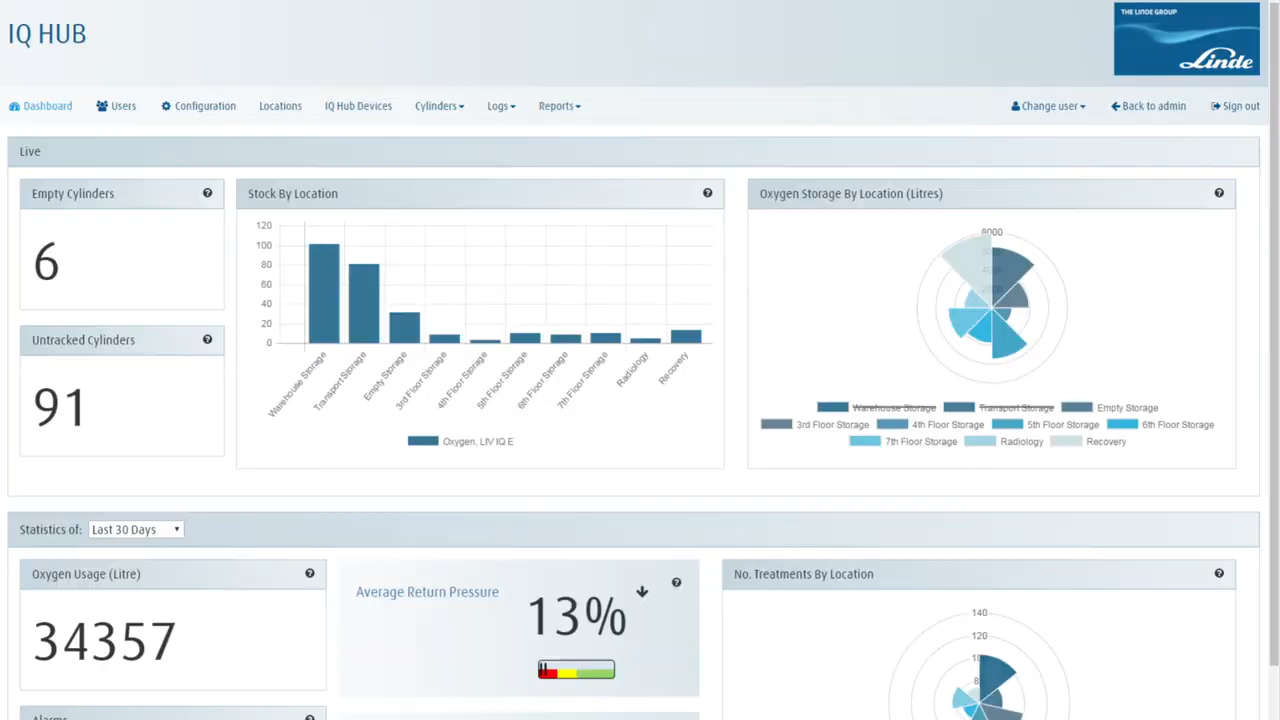 IQ HUB
THE LINDE GROUP
Linde
Dashboard Users Configuration Locations IQ Hub Devices Cylinders Logs Reports Change user Back to admin Sign out
Live
Empty Cylinders
6
Untracked Cylinders
91
Stock By Location
120
100
80
60
40
20
0
Warehouse Storage
Transport Storage
Empty Storage
3rd Floor Storage
4th Floor Storage
5th Floor Storage
6th Floor Storage
7th Floor Storage
Radiology
Recovery
Oxygen, LIV IQ E
Oxygen Storage By Location (Litres)
8000
Warehouse Storage Transport Storage Empty Storage
3rd Floor Storage 4th Floor Storage 5th Floor Storage 6th Floor Storage
7th Floor Storage Radiology Recovery
Statistics of: Last 30 Days
Oxygen Usage (Litre)
34357
Average Return Pressure
13%
No. Treatments By Location
140
120